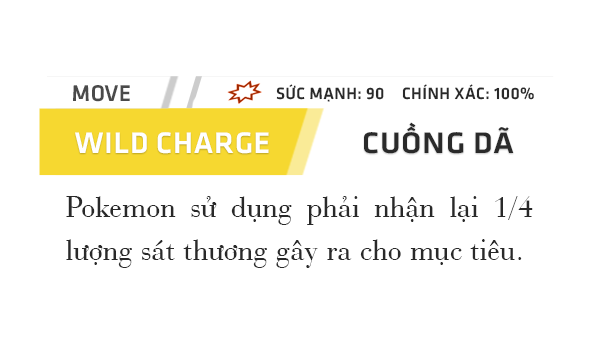 MOVE SỨC MẠNH: 90 CHÍNH XÁC: 100%
WILD CHARGE CUỒNG DÃ
Pokemon sử dụng phải nhận lại 1/4
lượng sát thương gây ra cho mục tiêu.